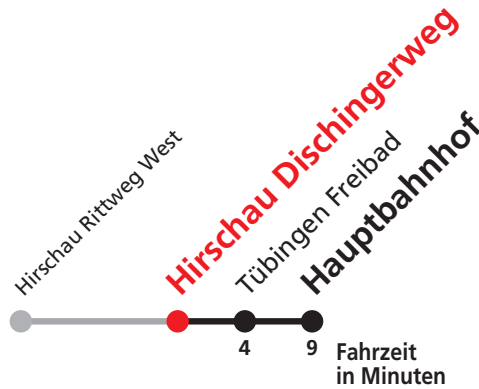 Hirschau Rittweg West
Hirschau Dischingerweg
Tübingen Freibad
Hauptbahnhof
4
9
Fahrzeit
in Minuten